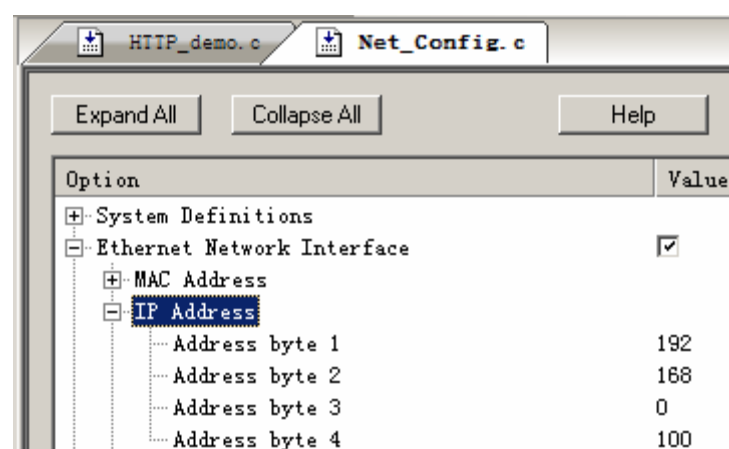 HTTP_demo.c Net_Config.c
Expand All Collapse All Help
Option Value
System Definitions
Ethernet Network Interface
MAC Address
IP Address
Address byte 1 192
Address byte 2 168
Address byte 3 0
Address byte 4 100